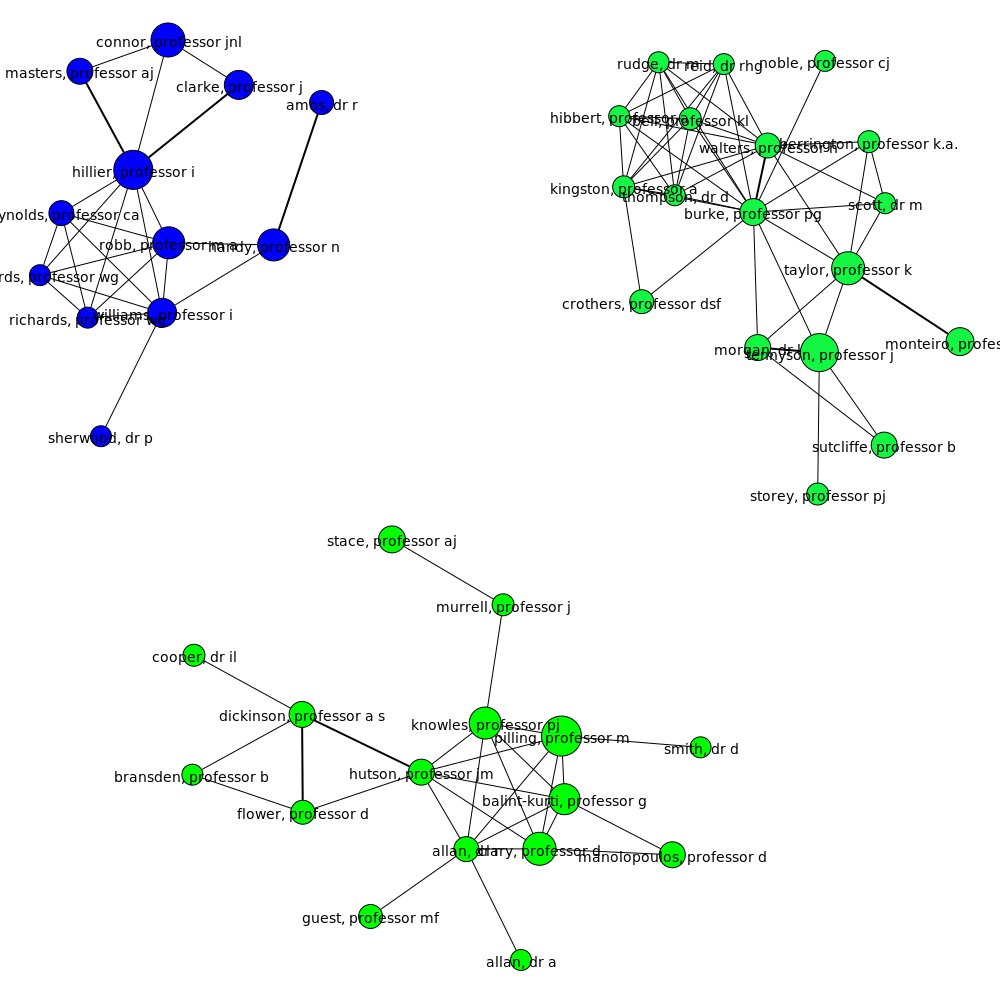 connor, professor jnl
masters, professor aj
clarke, professor j
amos, dr r
hillier, professor i
ynolds, professor ca
robb, professor m a
handy, professor n
rds, professor wg
richards, professor wg
williams, professor i
sherwood, dr p
rudge, dr m
reid, dr rhg
noble, professor cj
hibbert, professor a
bell, professor kl
walters, professor h
berrington, professor k.a.
kingston, professor a
thompson, dr d
burke, professor pg
scott, dr m
taylor, professor k
crothers, professor dsf
monteiro, profes
morgan, dr l
tennyson, professor j
sutcliffe, professor b
storey, professor pj
stace, professor aj
murrell, professor j
cooper, dr il
dickinson, professor a s
knowles, professor pj
pilling, professor m
smith, dr d
bransden, professor b
hutson, professor jm
balint-kurti, professor g
flower, professor d
allan, dr
clary, professor d
manolopoulos, professor d
guest, professor mf
allan, dr a